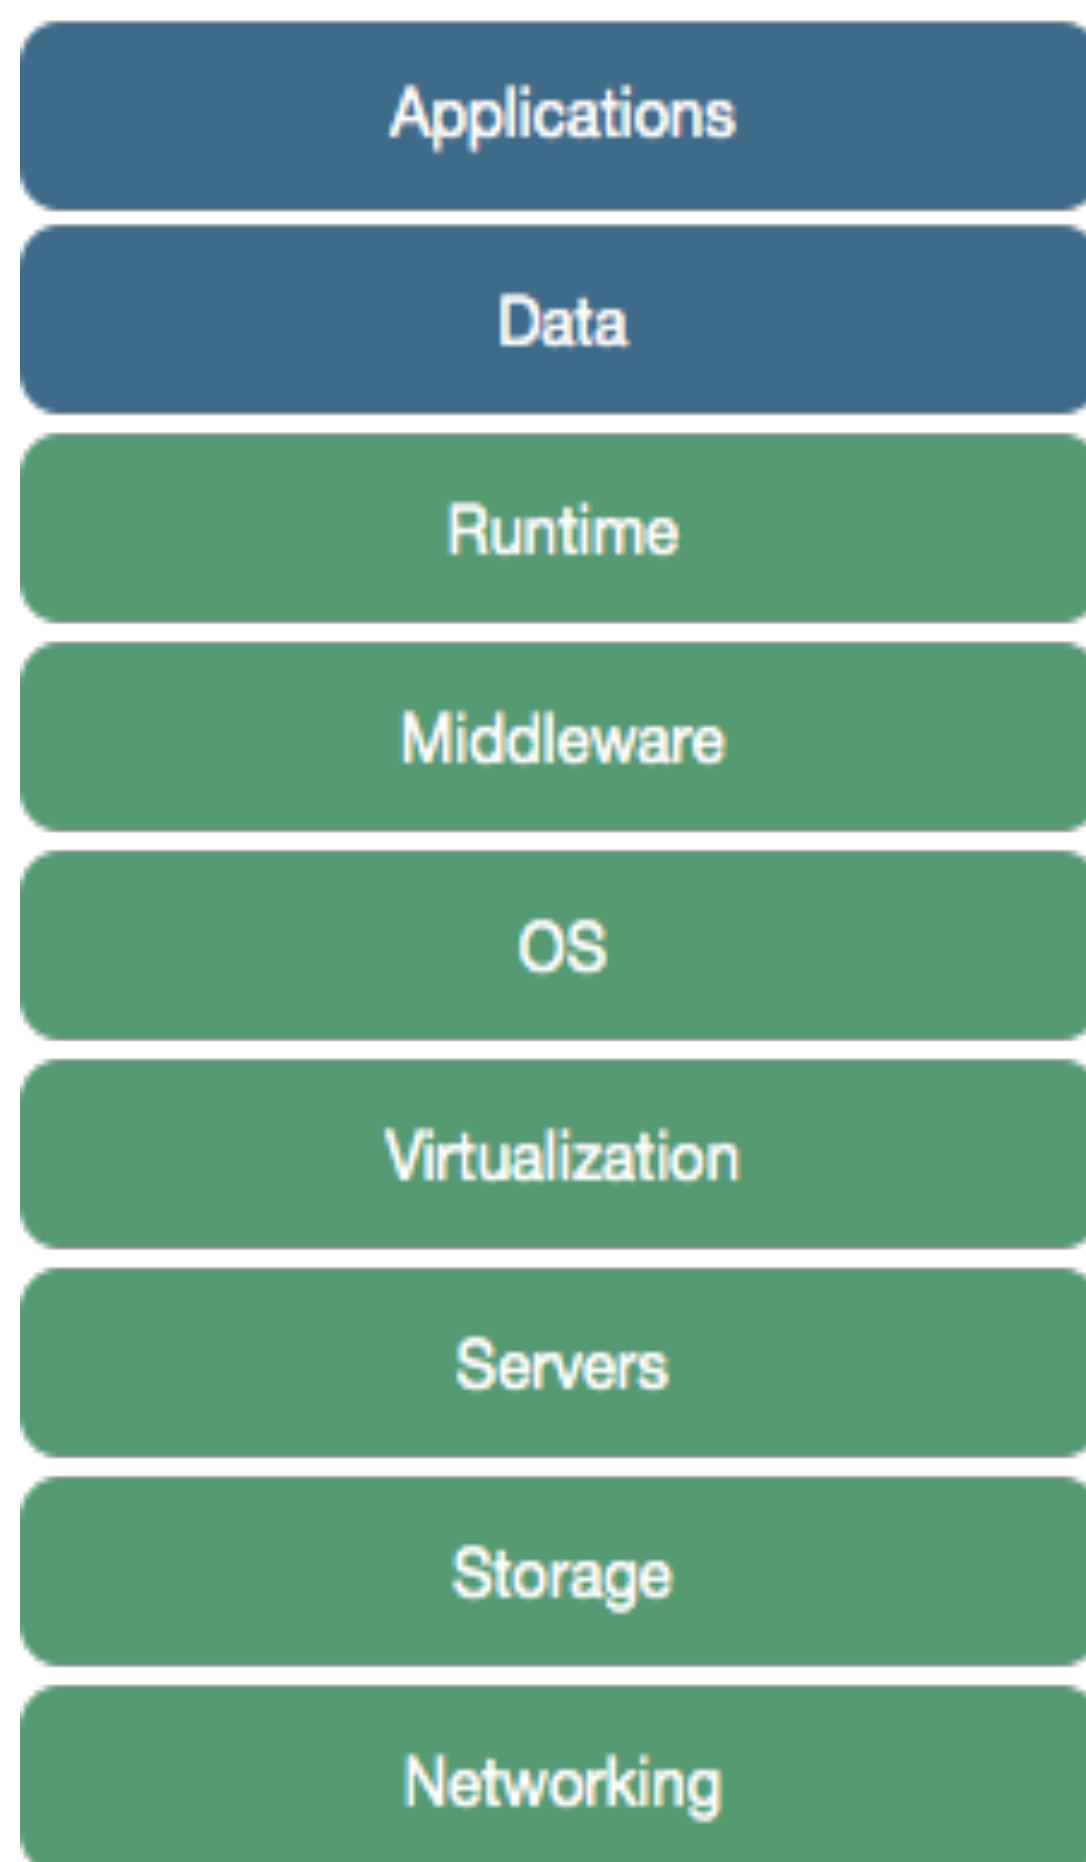 Applications
Data
Runtime
Middleware
OS
Virtualization
Servers
Storage
Networking